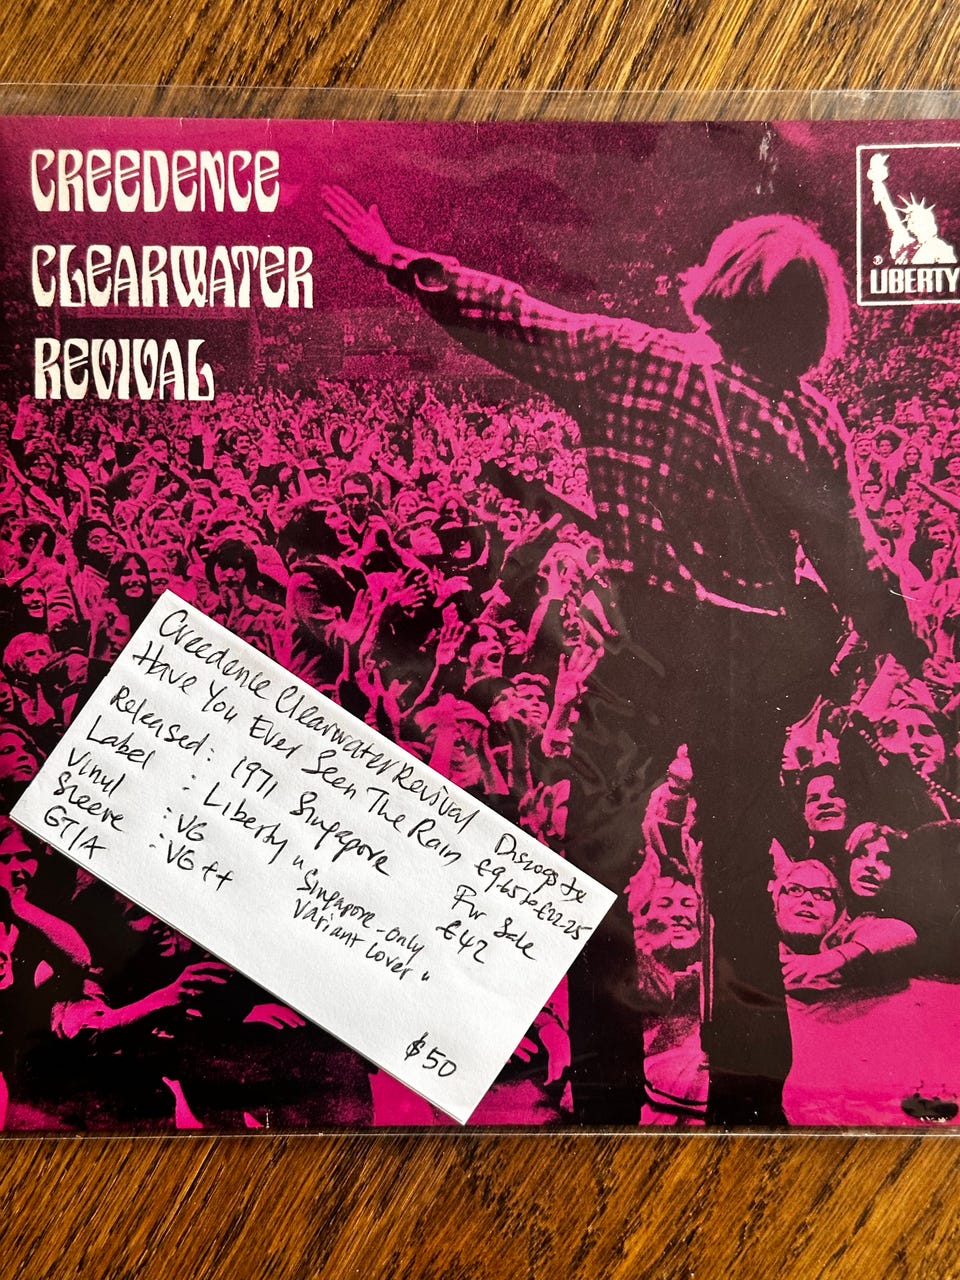 CREEDENCE
CLEARWATER
REVIVAL
® LIBERTY
Creedence Clearwater Revival
Have You Ever Seen The Rain
Released : 1971 Singapore
Label : Liberty "Singapore-only
Variant Cover"
Vinyl : VG
Sleeve : VG++
GTIA
Discogs tx
€9.65 to €22.25
For Sale
€42
$50